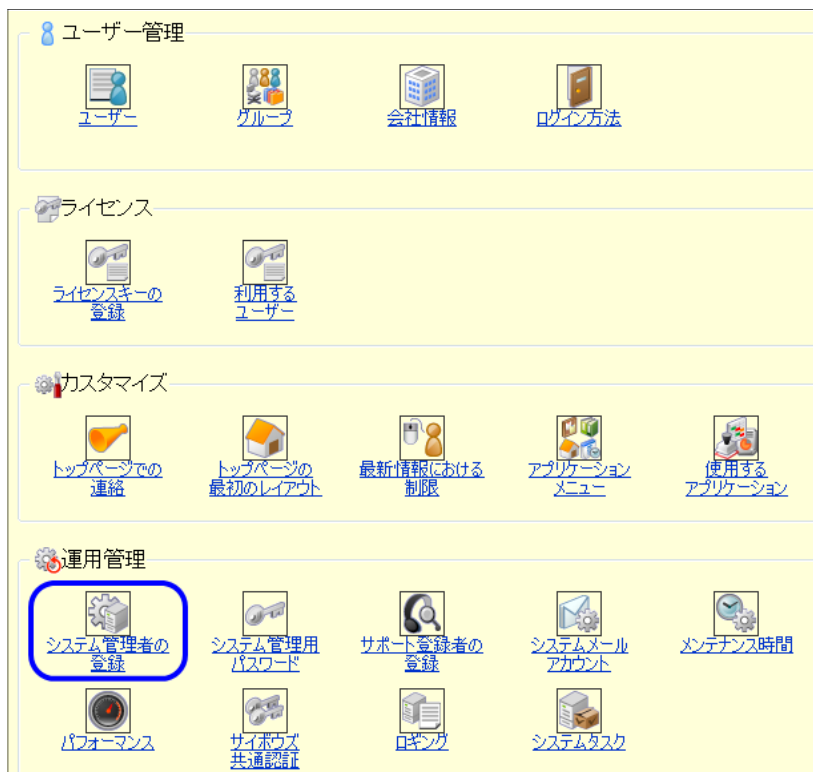 ユーザー管理
ユーザー
グループ
会社情報
ログイン方法
ライセンス
ライセンスキーの
登録
利用する
ユーザー
カスタマイズ
トップページでの
連絡
トップページの
最初のレイアウト
最新情報における
制限
アプリケーション
メニュー
使用する
アプリケーション
運用管理
システム管理者の
登録
システム管理用
パスワード
サポート登録者の
登録
システムメール
アカウント
メンテナンス時間
パフォーマンス
サイボウズ
共通認証
ロギング
システムタスク